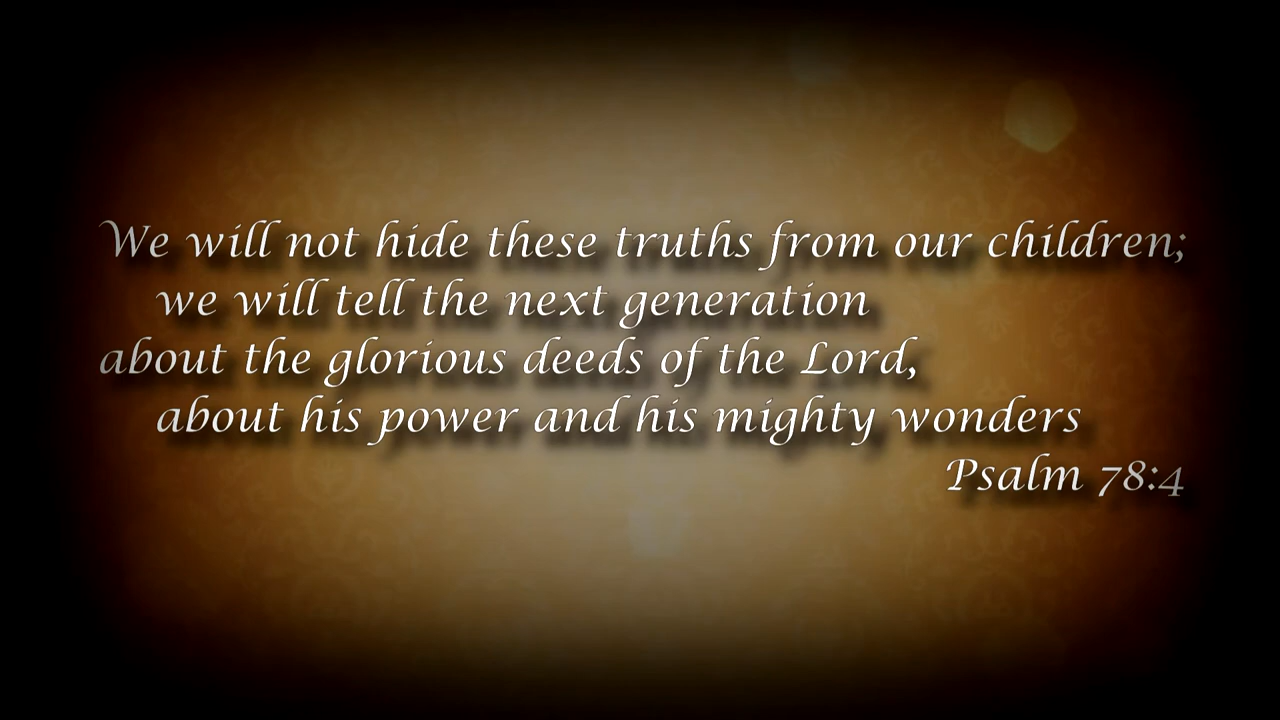 We will not hide these truths from our children;
we will tell the next generation
about the glorious deeds of the Lord,
about his power and his mighty wonders
Psalm 78:4